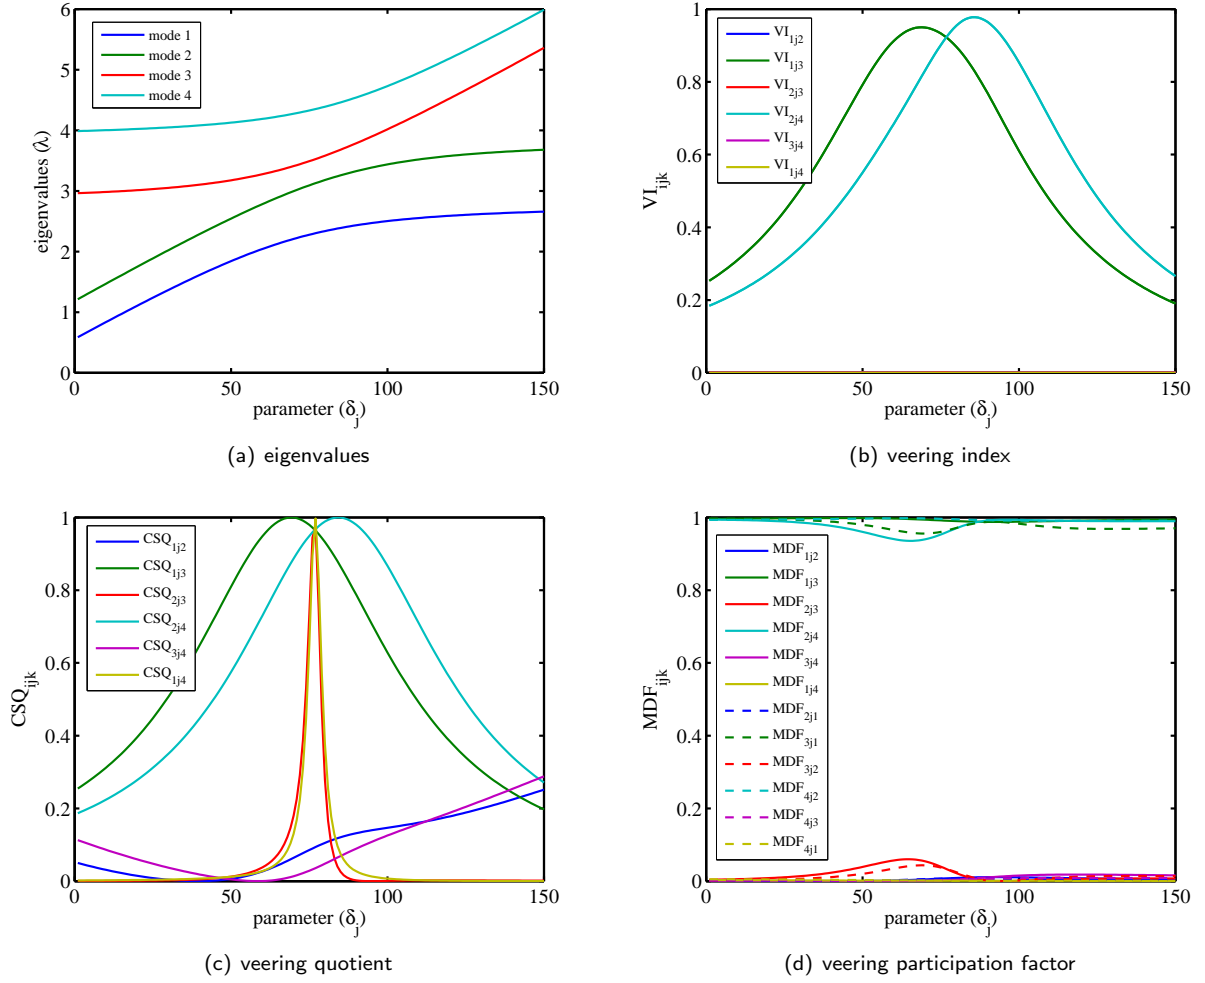 6
5
4
3
2
1
0
0
50
100
150
eigenvalues (λ)
parameter (δj)
mode 1
mode 2
mode 3
mode 4
(a) eigenvalues
1
0.8
0.6
0.4
0.2
0
0
50
100
150
VIijk
parameter (δj)
VI1j2
VI1j3
VI2j3
VI2j4
VI3j4
VI1j4
(b) veering index
1
0.8
0.6
0.4
0.2
0
0
50
100
150
CSQijk
parameter (δj)
CSQ1j2
CSQ1j3
CSQ2j3
CSQ2j4
CSQ3j4
CSQ1j4
(c) veering quotient
1
0.8
0.6
0.4
0.2
0
0
50
100
150
MDFijk
parameter (δj)
MDF1j2
MDF1j3
MDF2j3
MDF2j4
MDF3j4
MDF1j4
MDF2j1
MDF3j1
MDF3j2
MDF4j2
MDF4j3
MDF4j1
(d) veering participation factor